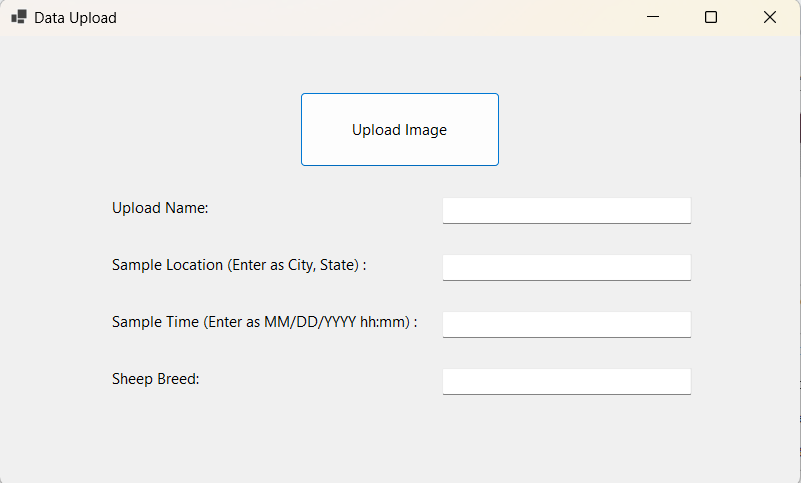 Data Upload
Upload Image
Upload Name:
Sample Location (Enter as City, State) :
Sample Time (Enter as MM/DD/YYYY hh:mm) :
Sheep Breed: